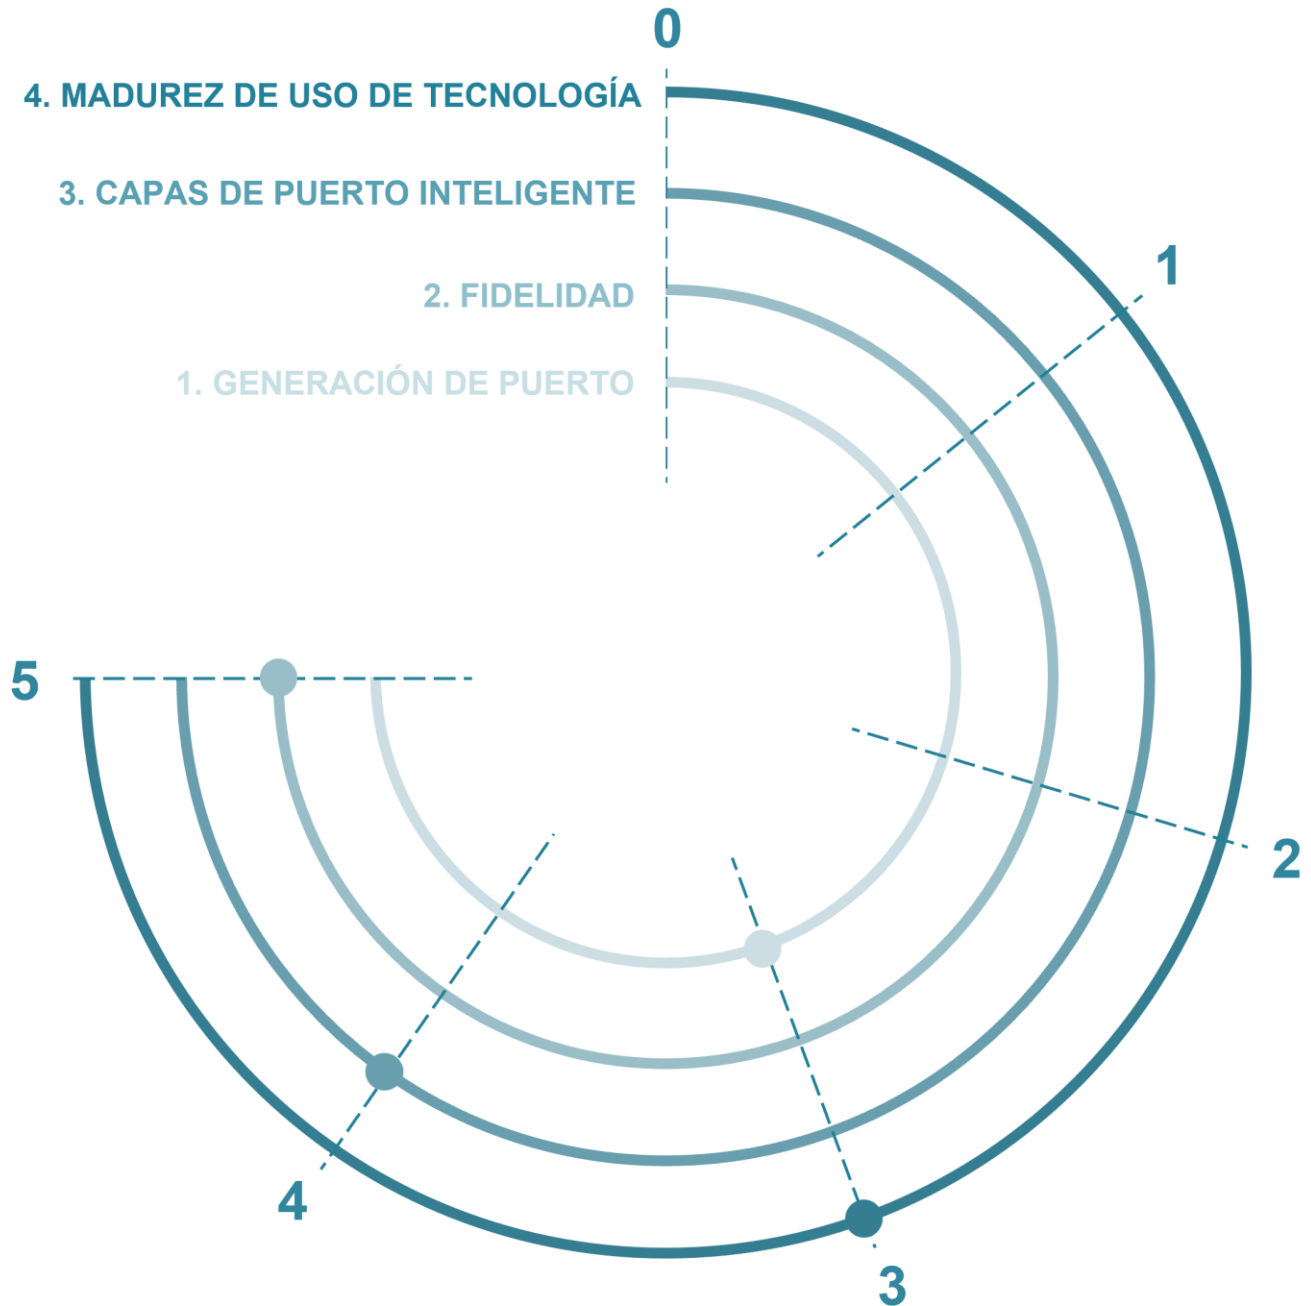 0
4. MADUREZ DE USO DE TECNOLOGÍA
3. CAPAS DE PUERTO INTELIGENTE
1
2. FIDELIDAD
1. GENERACIÓN DE PUERTO
5
2
4
3